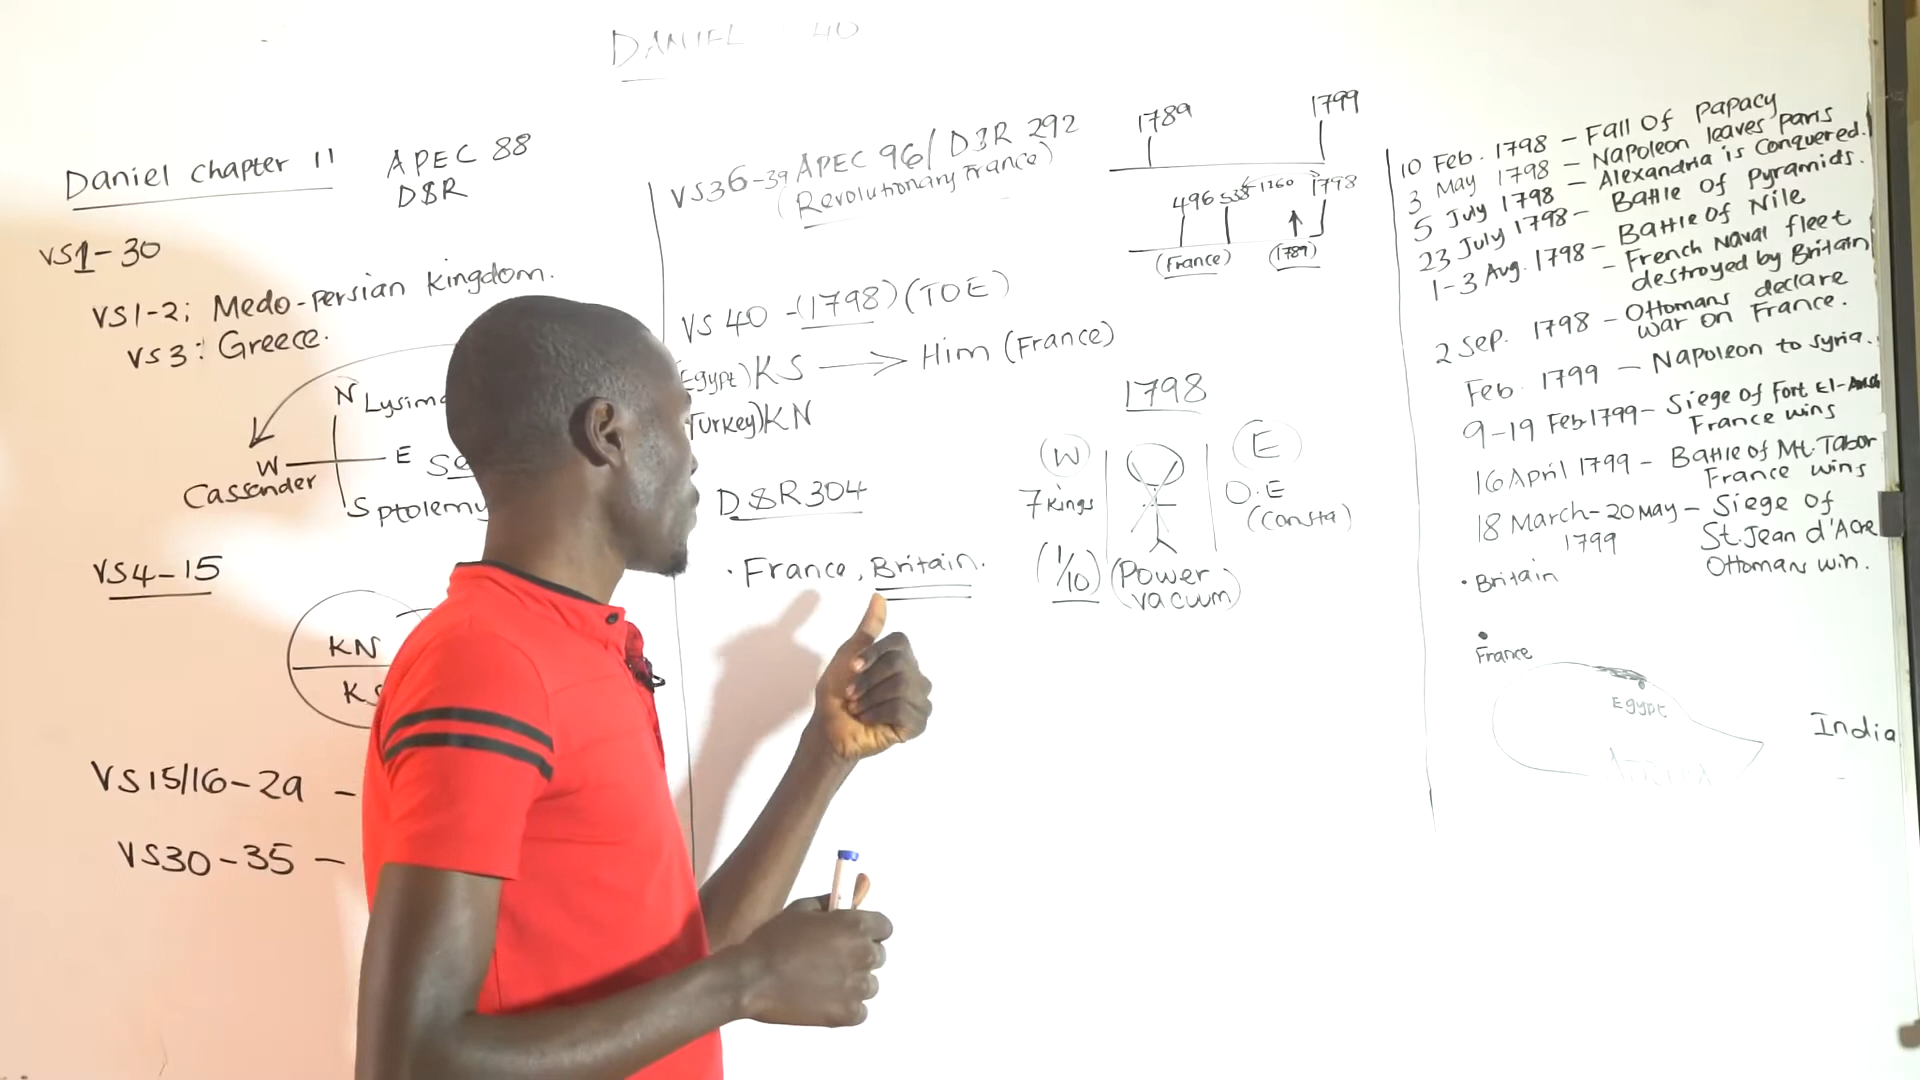 DANIEL 40
Daniel chapter 11
APEC 88
D&R
VS1-30
VS1-2; Medo-Persian Kingdom.
VS3: Greece.
N Lysima
W
E
Cassander
S Ptolemy
VS4-15
KN
VS15/16-29 -
VS30-35 -
VS36-39 APEC 96/ D&R 292
(Revolutionary France)
VS 40 -(1798) (TOE)
Egypt) KS → Him (France)
Turkey) KN
D&R 304
. France, Britain.
1789
1799
496 538 1260 1798
(France)
(1789)
1798
W
E
7 Kings
O.E
(Consta)
(1/10)
(Power vacuum)
10 Feb. 1798 - Fall Of Papacy
3 May 1798 - Napoleon leaves Paris
5 July 1798 - Alexandria is Conquered.
23 July 1798 - Battle Of Pyramids.
1-3 Aug. 1798 - Battle Of Nile
- French Naval fleet
destroyed by Britain
2 Sep. 1798 - Ottomans declare
war on France.
Feb. 1799 - Napoleon to Syria.
9-19 Feb 1799 - Siege of Fort El-
France wins
16 April 1799 - Battle of Mt. Tabor
France wins
18 March-20 May - Siege of
1799 St. Jean d'Acre
Ottomans win.
. Britain
France
Egypt
India